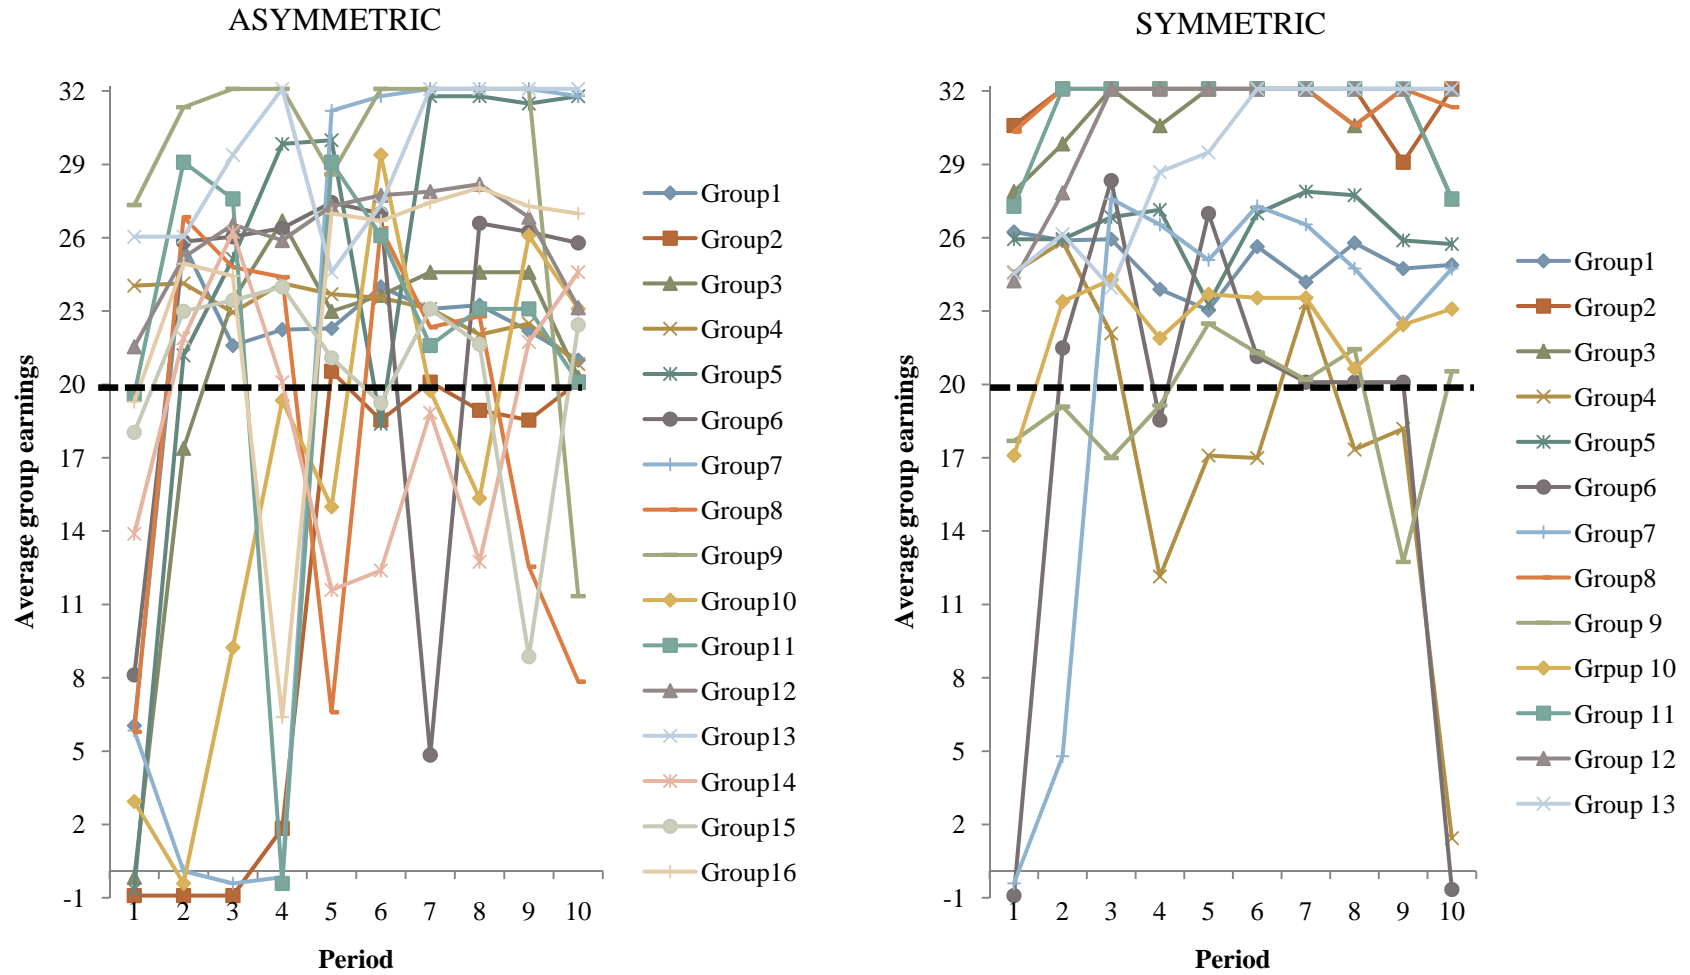 ASYMMETRIC
Average group earnings
32
29
26
23
20
17
14
11
8
5
2
-1
1 2 3 4 5 6 7 8 9 10
Period
Group1
Group2
Group3
Group4
Group5
Group6
Group7
Group8
Group9
Group10
Group11
Group12
Group13
Group14
Group15
Group16
SYMMETRIC
Average group earnings
32
29
26
23
20
17
14
11
8
5
2
-1
1 2 3 4 5 6 7 8 9 10
Period
Group1
Group2
Group3
Group4
Group5
Group6
Group7
Group8
Group 9
Grpup 10
Group 11
Group 12
Group 13